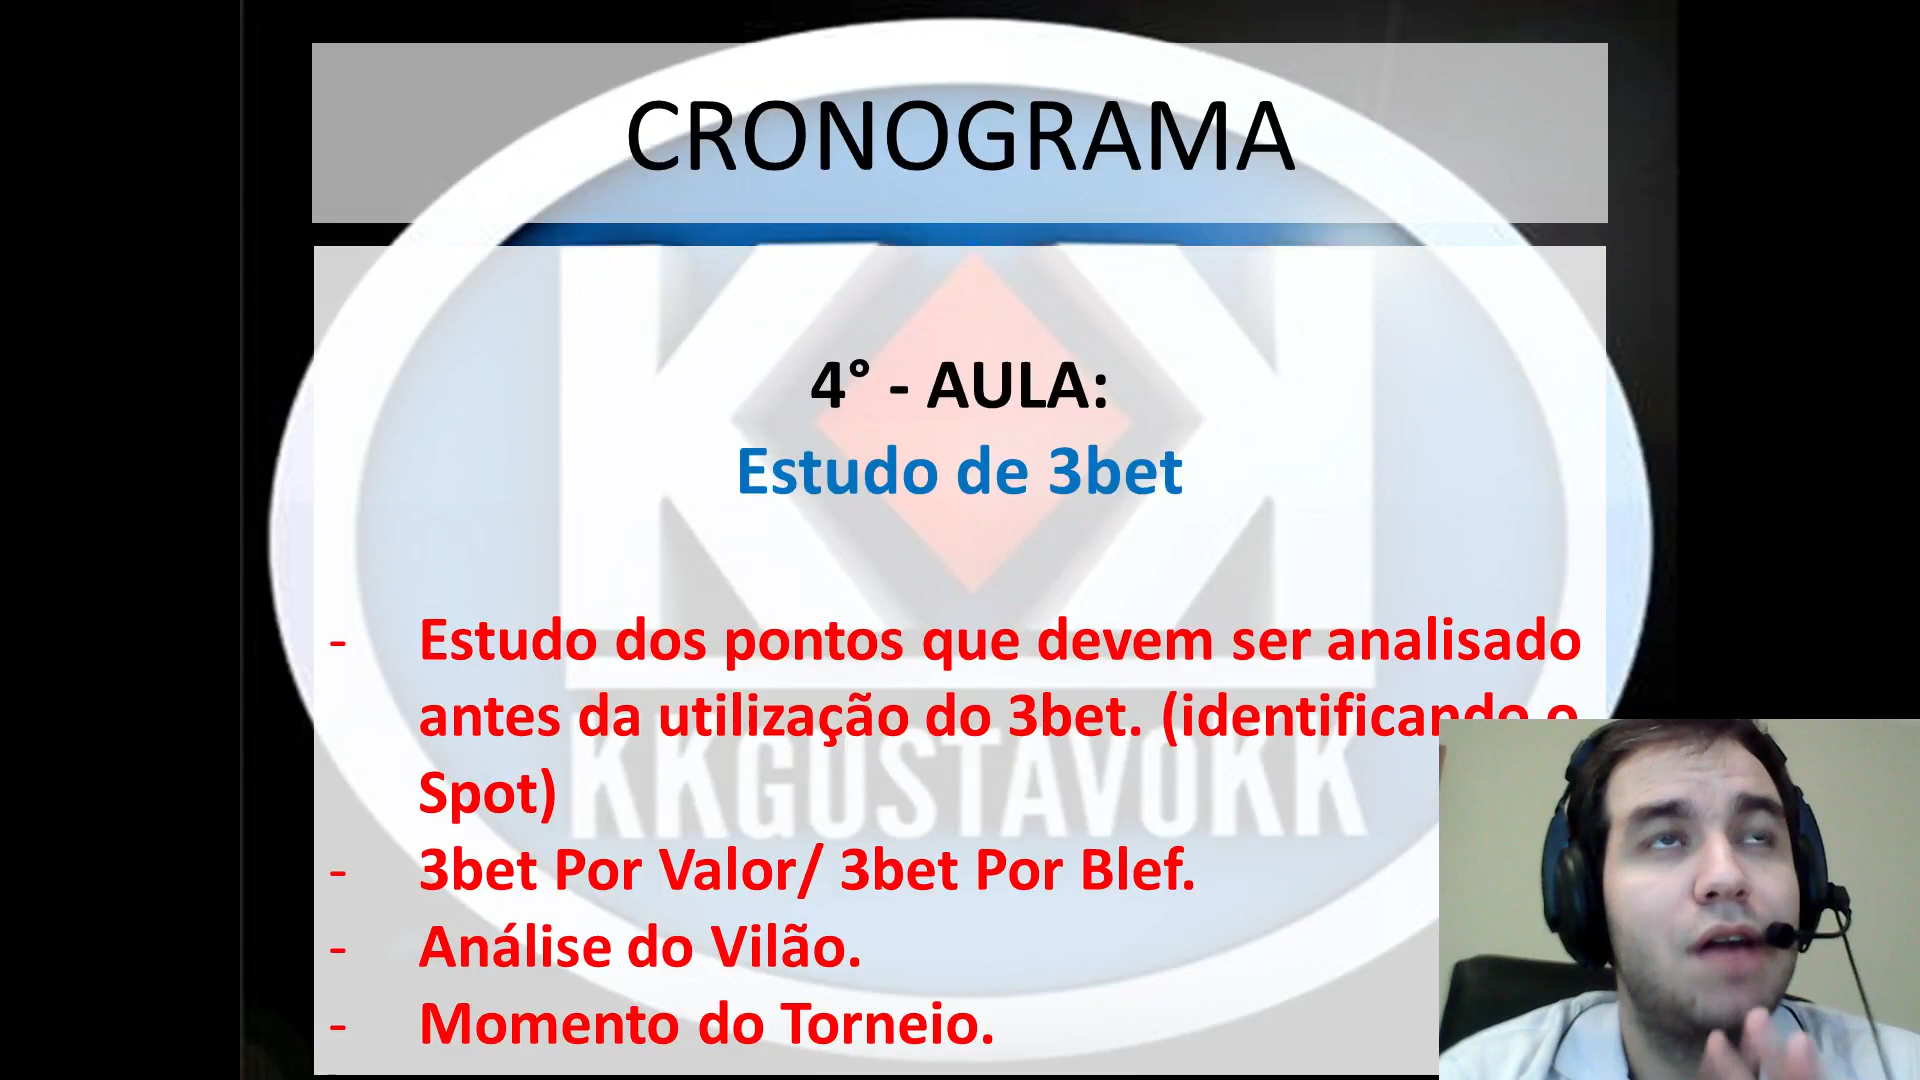 CRONOGRAMA
4° - AULA:
Estudo de 3bet
- Estudo dos pontos que devem ser analisado
antes da utilização do 3bet. (identificando o
Spot)
KKGUSTAVOKK
- 3bet Por Valor/ 3bet Por Blef.
- Análise do Vilão.
- Momento do Torneio.